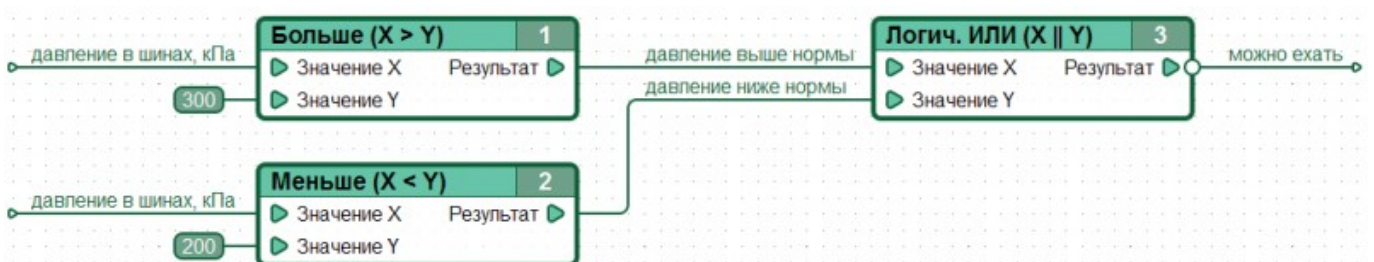 Больше (X > Y) 1
давление в шинах, кПа
Значение X Результат
300
Значение Y
давление выше нормы
давление ниже нормы
Логич. ИЛИ (X || Y) 3
Значение X Результат
Значение Y
можно ехать
Меньше (X < Y) 2
давление в шинах, кПа
Значение X Результат
200
Значение Y